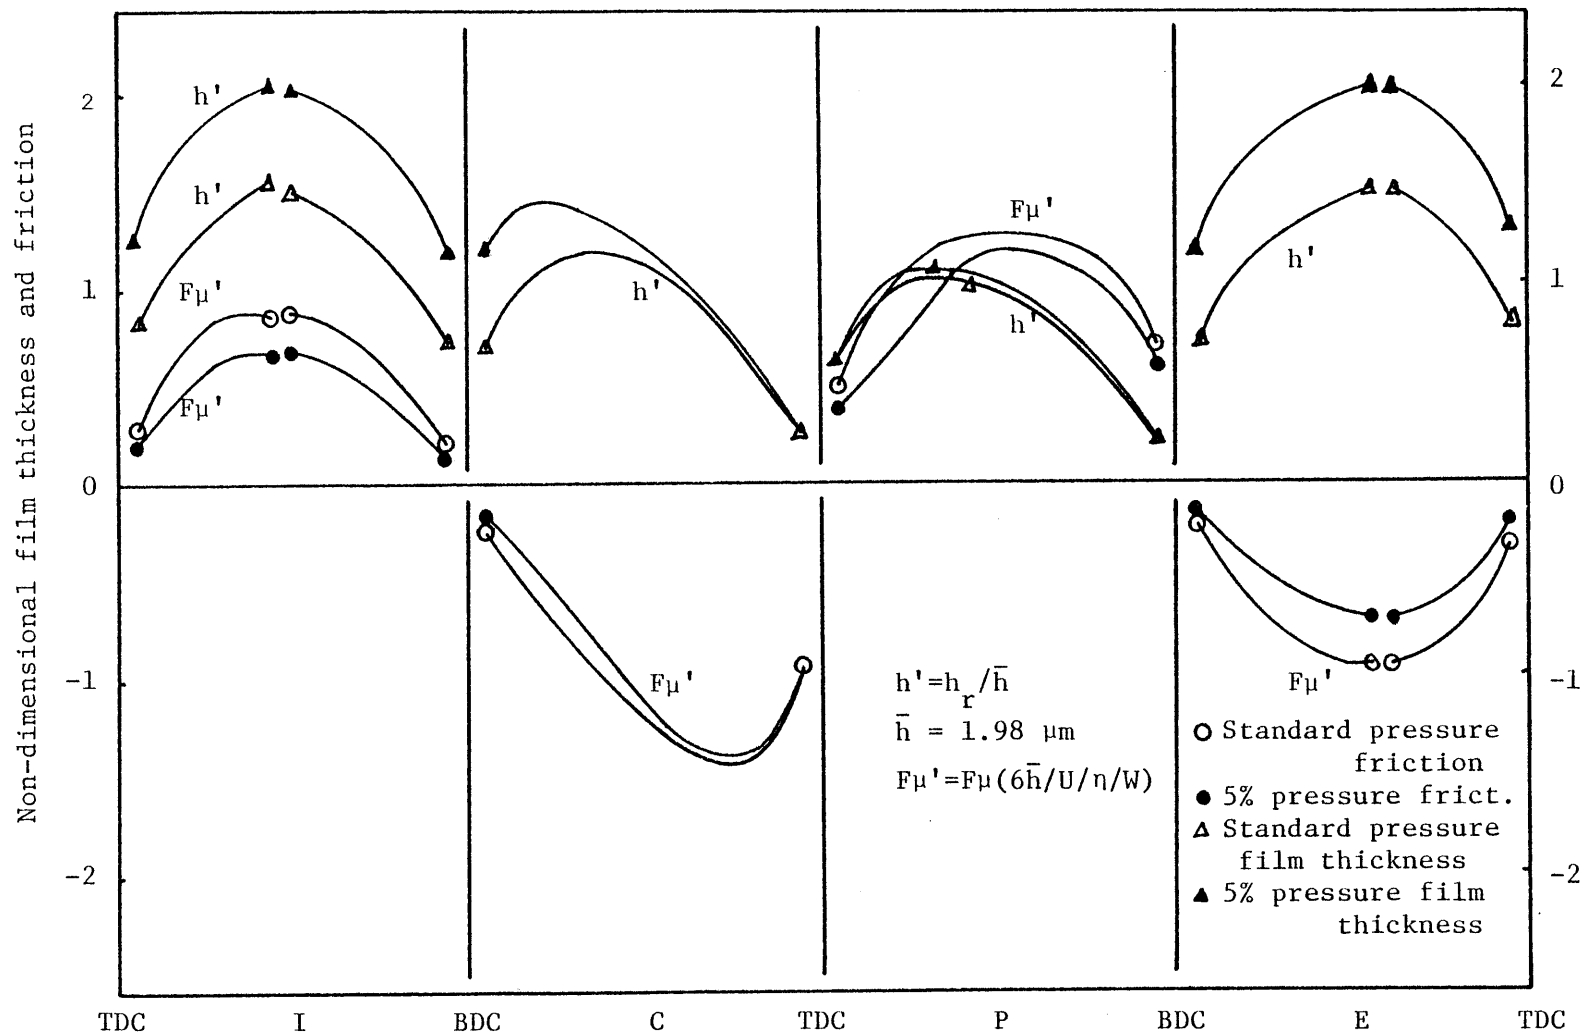 Non-dimensional film thickness and friction
2
1
0
-1
-2
2
1
0
-1
-2
h'
h'
Fμ'
Fμ'
h'
Fμ'
Fμ'
h'
h'
Fμ'
h'=h_r/h̄
h̄ = 1.98 μm
Fμ'=Fμ(6h̄/U/η/W)
Standard pressure
friction
5% pressure frict.
Standard pressure
film thickness
5% pressure film
thickness
TDC I BDC C TDC P BDC E TDC